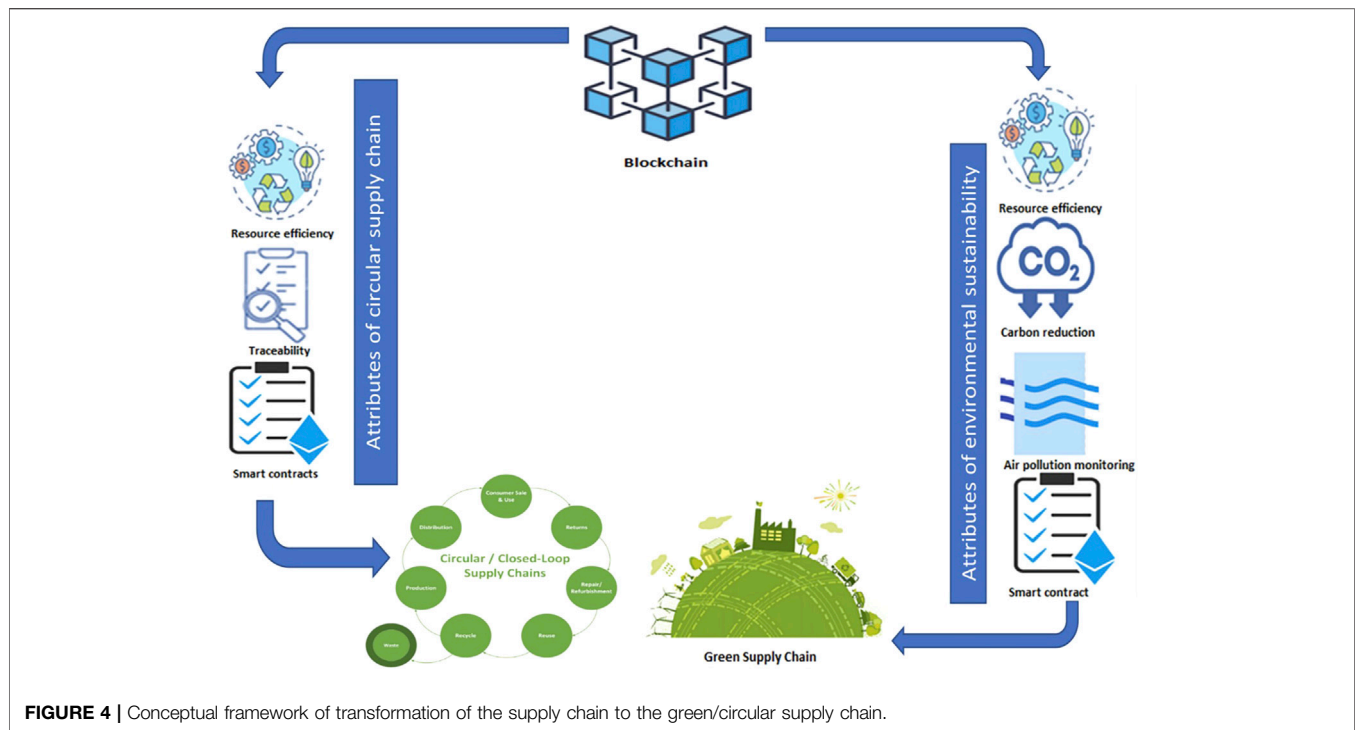 Blockchain
Attributes of circular supply chain
Resource efficiency
Traceability
Smart contracts
Attributes of environmental sustainability
Resource efficiency
CO2
Carbon reduction
Air pollution monitoring
Smart contract
Consumer Sale
& Use
Distribution
Returns
Circular / Closed-Loop
Supply Chains
Production
Repair/
Refurbishment
Recycle
Reuse
Waste
Green Supply Chain
FIGURE 4 | Conceptual framework of transformation of the supply chain to the green/circular supply chain.